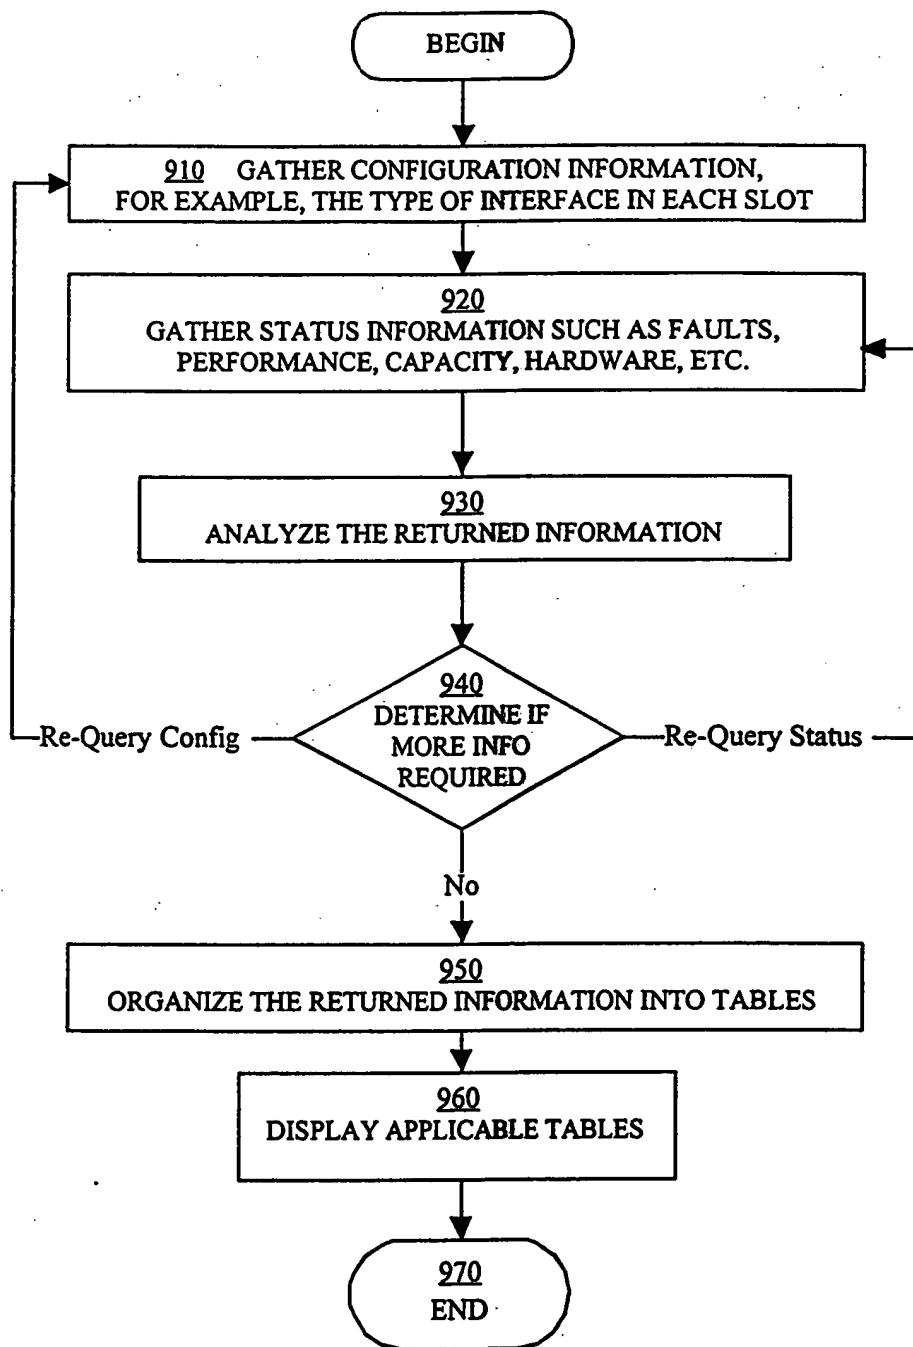 BEGIN
910 GATHER CONFIGURATION INFORMATION,
FOR EXAMPLE, THE TYPE OF INTERFACE IN EACH SLOT
920
GATHER STATUS INFORMATION SUCH AS FAULTS,
PERFORMANCE, CAPACITY, HARDWARE, ETC.
930
ANALYZE THE RETURNED INFORMATION
940
DETERMINE IF
MORE INFO
REQUIRED
Re-Query Config
Re-Query Status
No
950
ORGANIZE THE RETURNED INFORMATION INTO TABLES
960
DISPLAY APPLICABLE TABLES
970
END